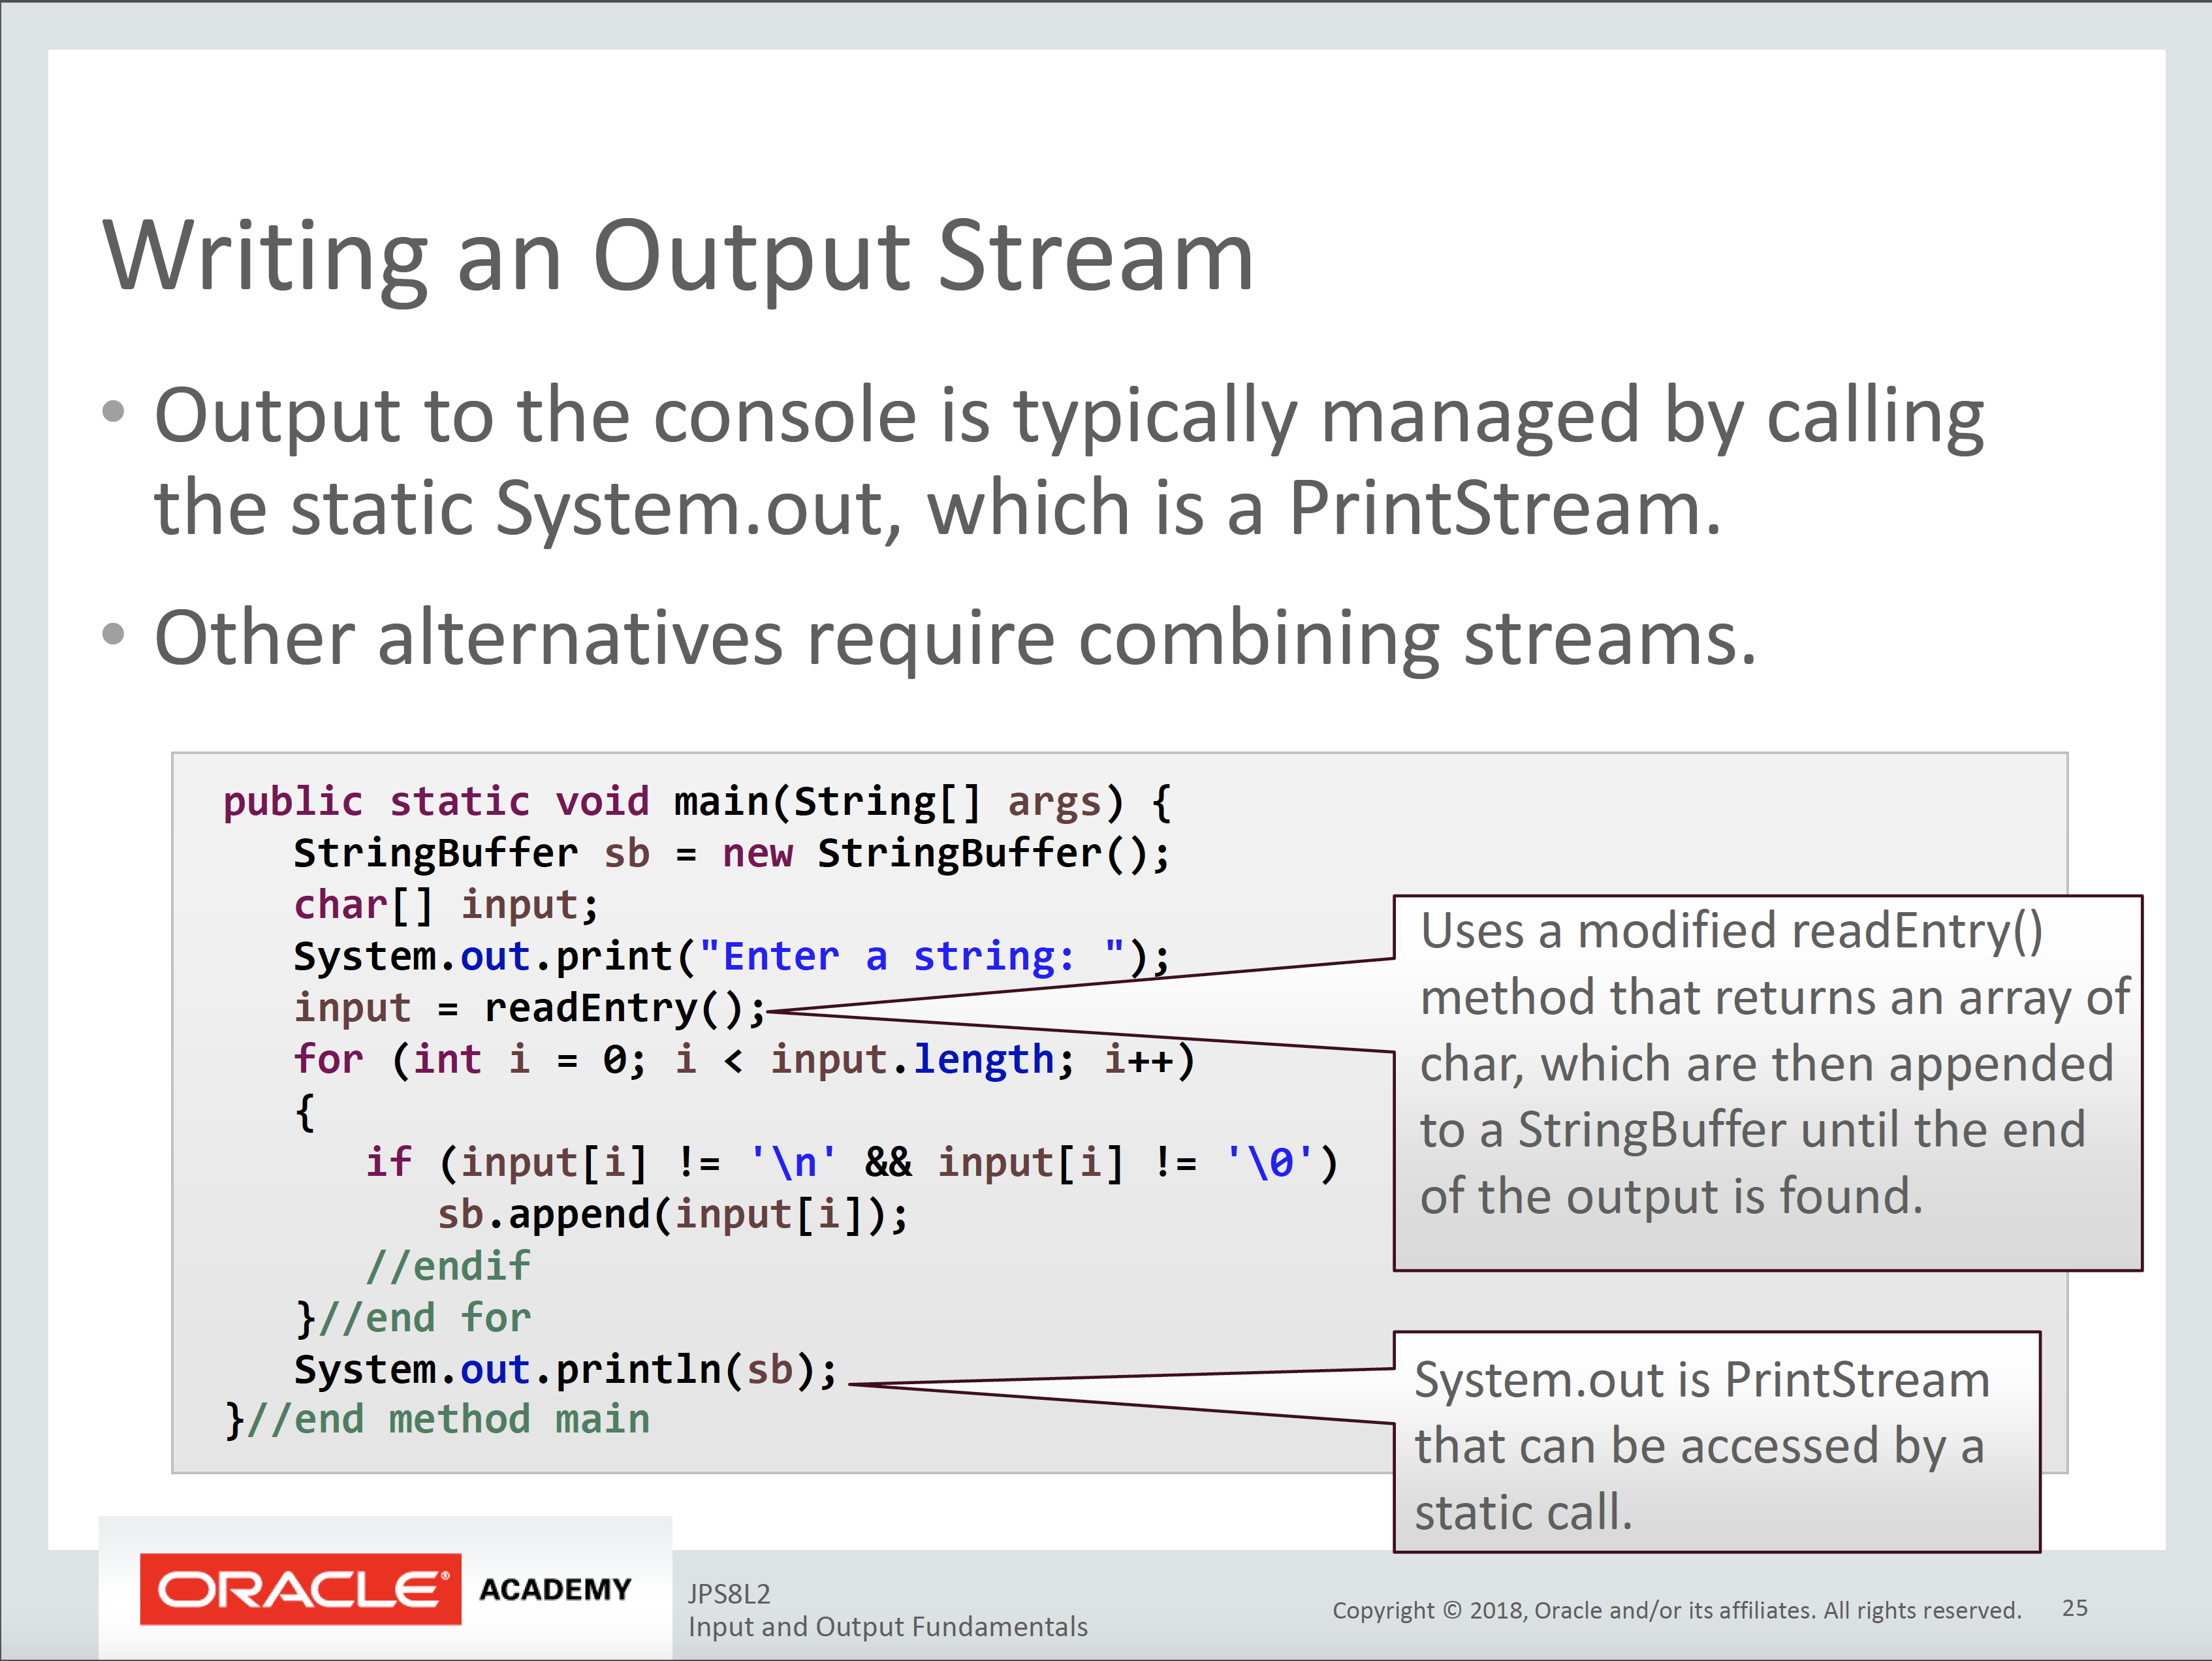 Writing an Output Stream
• Output to the console is typically managed by calling
the static System.out, which is a PrintStream.
• Other alternatives require combining streams.
public static void main(String[] args) {
   StringBuffer sb = new StringBuffer();
   char[] input;
   System.out.print("Enter a string: ");
   input = readEntry();
   for (int i = 0; i < input.length; i++)
   {
      if (input[i] != '\n' && input[i] != '\0')
         sb.append(input[i]);
      //endif
   }//end for
   System.out.println(sb);
}//end method main
Uses a modified readEntry()
method that returns an array of
char, which are then appended
to a StringBuffer until the end
of the output is found.
System.out is PrintStream
that can be accessed by a
static call.
ORACLE® ACADEMY
JPS8L2
Input and Output Fundamentals
Copyright © 2018, Oracle and/or its affiliates. All rights reserved. 25